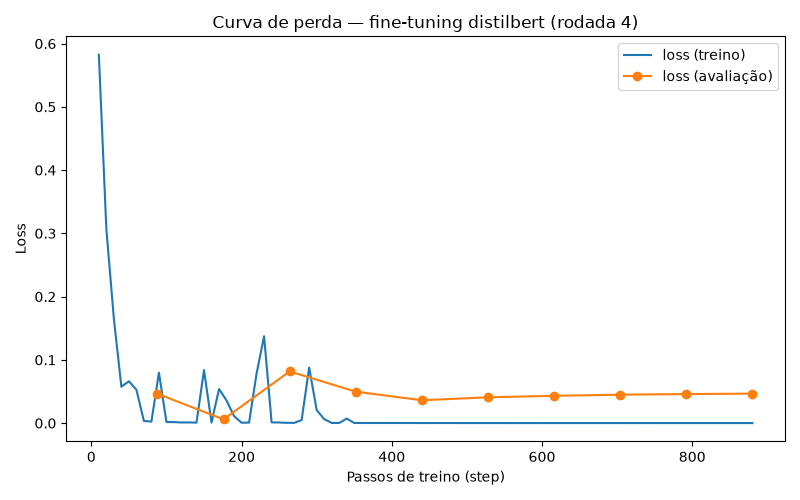 Curva de perda — fine-tuning distilbert (rodada 4)
loss (treino)
loss (avaliação)
Loss
0.6
0.5
0.4
0.3
0.2
0.1
0.0
0 200 400 600 800
Passos de treino (step)